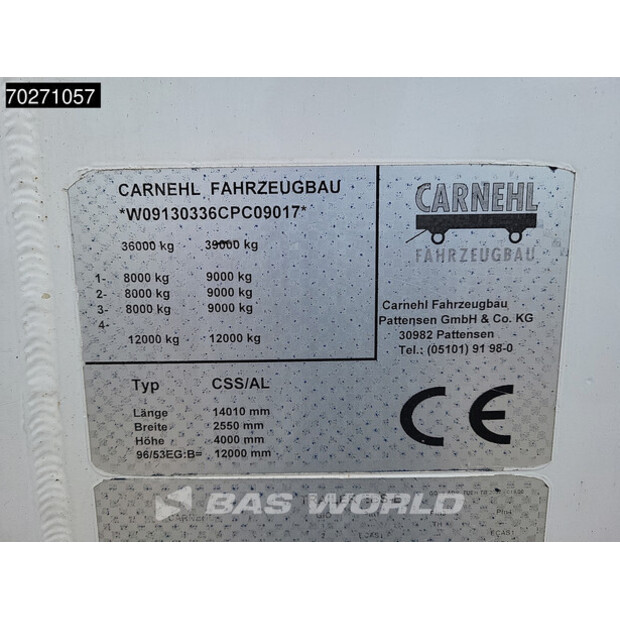 70271057
CARNEHL FAHRZEUGBAU
*W09130336CPC09017*
36000 kg 39000 kg
1- 8000 kg 9000 kg
2- 8000 kg 9000 kg
3- 8000 kg 9000 kg
4-
12000 kg 12000 kg
CARNEHL
FAHRZEUGBAU
Carnehl Fahrzeugbau
Pattensen GmbH & Co. KG
30982 Pattensen
Tel.: (05101) 91 98-0
Typ CSS/AL
Länge 14010 mm
Breite 2550 mm
Höhe 4000 mm
96/53EG:B= 12000 mm
CE
BAS WORLD